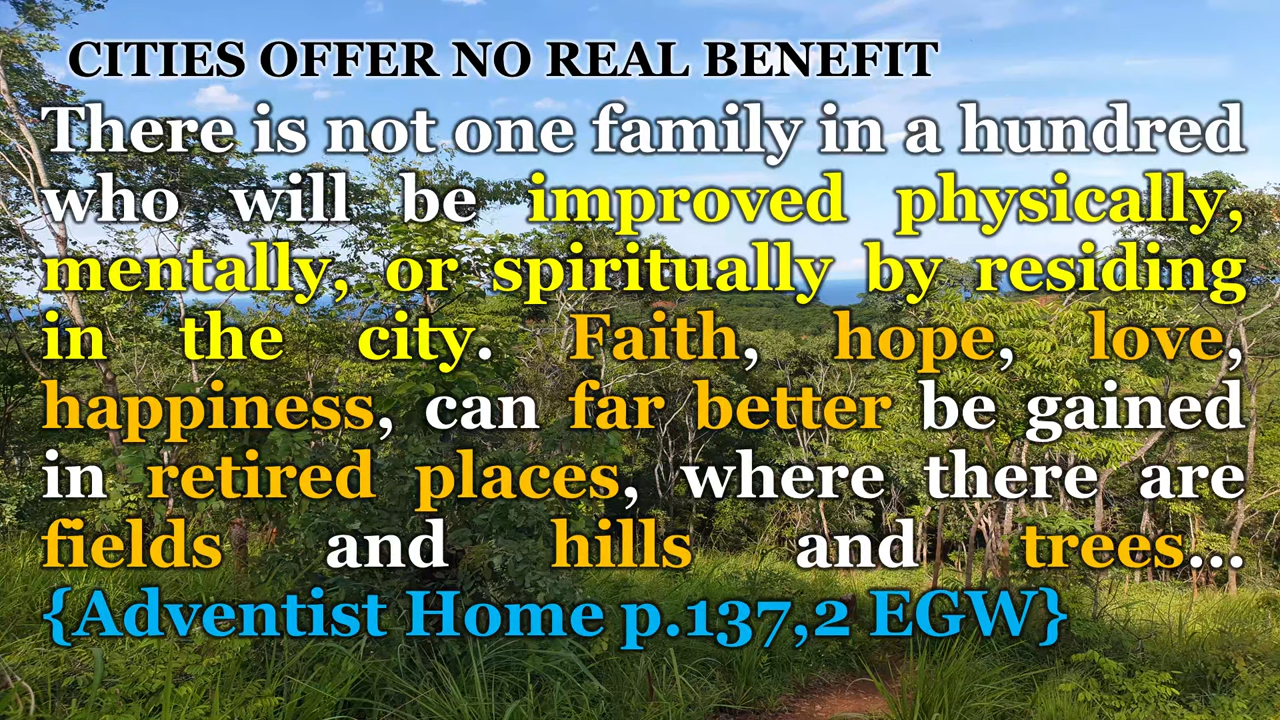 CITIES OFFER NO REAL BENEFIT
There is not one family in a hundred
who will be improved physically,
mentally, or spiritually by residing
in the city. Faith, hope, love,
happiness, can far better be gained
in retired places, where there are
fields and hills and trees...
{Adventist Home p.137,2 EGW}